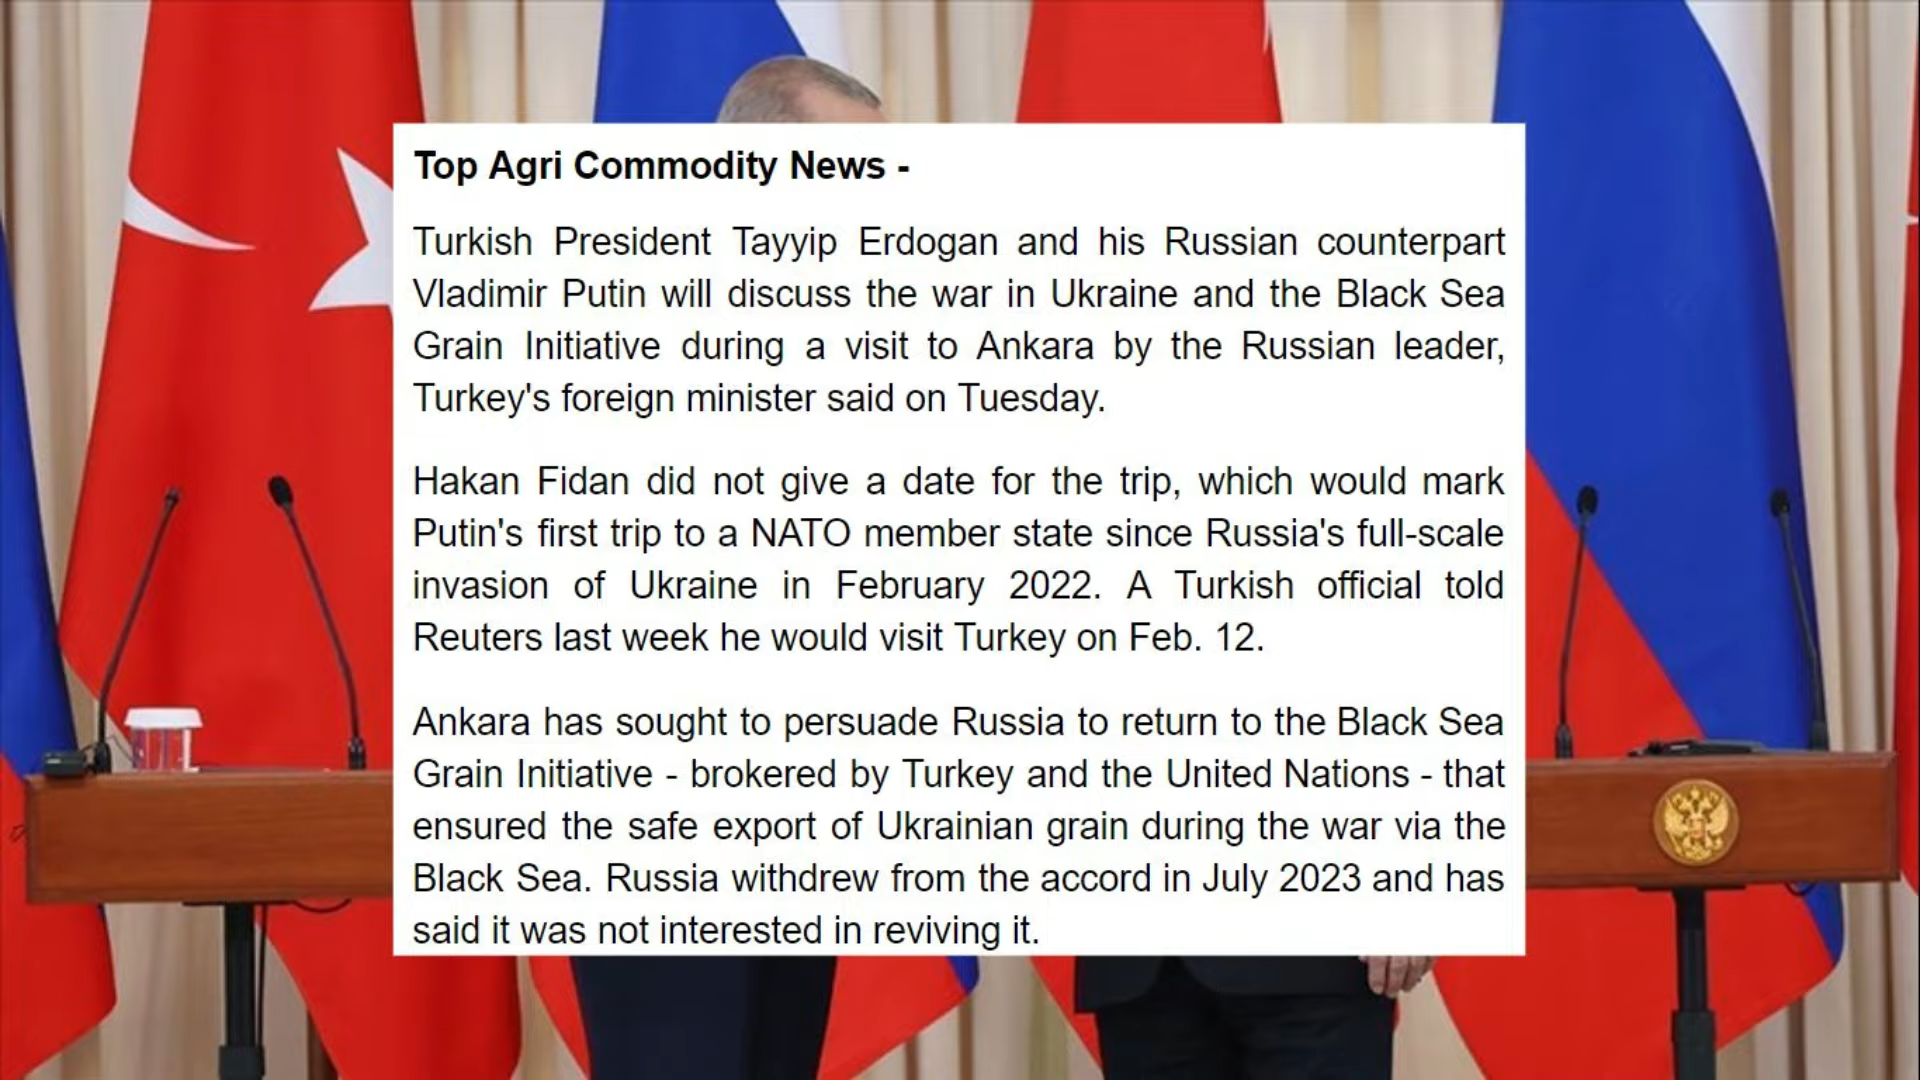 Top Agri Commodity News -
Turkish President Tayyip Erdogan and his Russian counterpart
Vladimir Putin will discuss the war in Ukraine and the Black Sea
Grain Initiative during a visit to Ankara by the Russian leader,
Turkey's foreign minister said on Tuesday.
Hakan Fidan did not give a date for the trip, which would mark
Putin's first trip to a NATO member state since Russia's full-scale
invasion of Ukraine in February 2022. A Turkish official told
Reuters last week he would visit Turkey on Feb. 12.
Ankara has sought to persuade Russia to return to the Black Sea
Grain Initiative - brokered by Turkey and the United Nations - that
ensured the safe export of Ukrainian grain during the war via the
Black Sea. Russia withdrew from the accord in July 2023 and has
said it was not interested in reviving it.